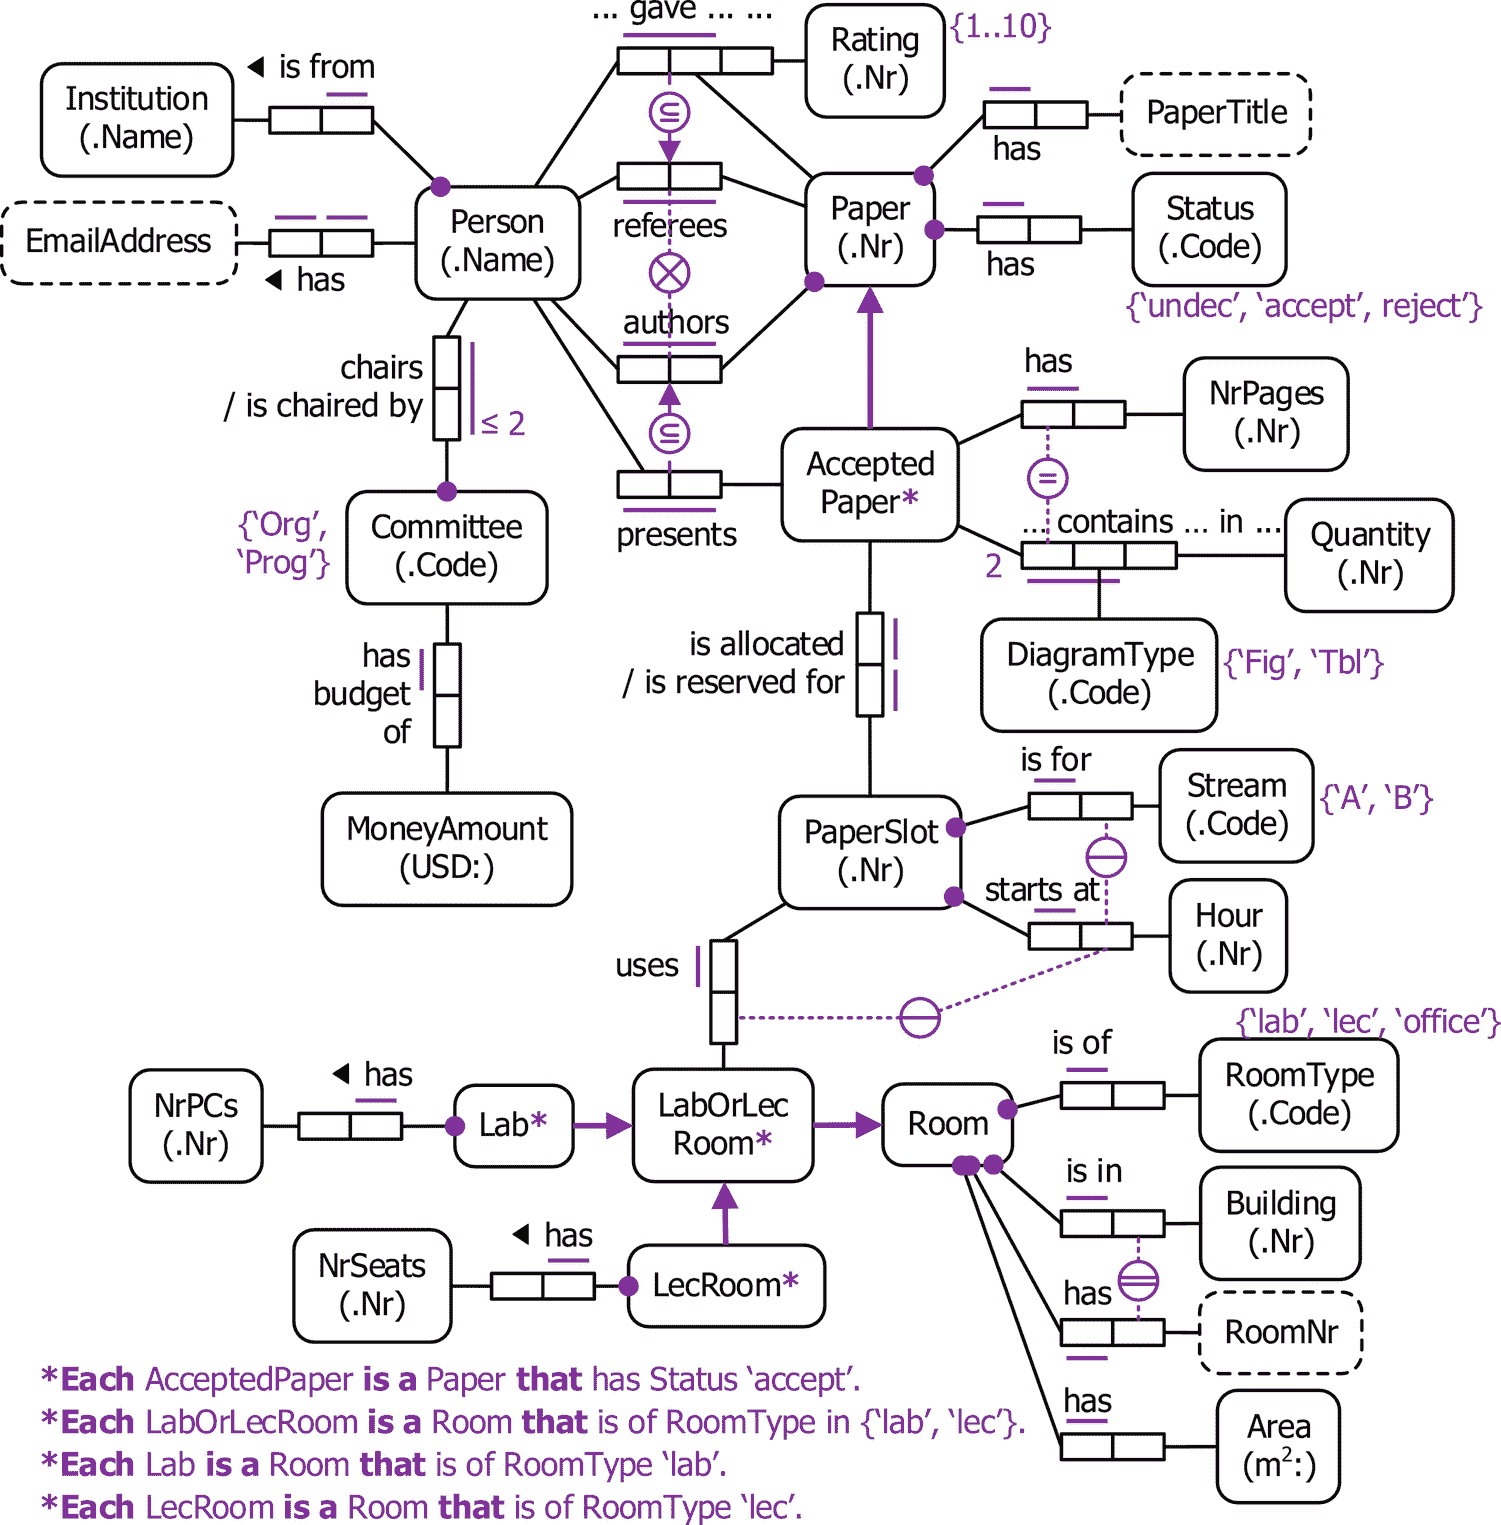 ... gave ... ...
Rating
(.Nr)
{1..10}
◄ is from
Institution
(.Name)
PaperTitle
has
Person
(.Name)
referees
Paper
(.Nr)
Status
(.Code)
has
{‘undec’, ‘accept’, reject’}
EmailAddress
◄ has
authors
chairs
/ is chaired by
≤ 2
has
NrPages
(.Nr)
Accepted
Paper*
presents
{‘Org’,
‘Prog’}
Committee
(.Code)
... contains ... in ...
2
Quantity
(.Nr)
DiagramType
(.Code)
{‘Fig’, ‘Tbl’}
is allocated
/ is reserved for
has
budget
of
MoneyAmount
(USD:)
is for
Stream
(.Code)
{‘A’, ‘B’}
PaperSlot
(.Nr)
starts at
Hour
(.Nr)
uses
{‘lab’, ‘lec’, ‘office’}
is of
RoomType
(.Code)
◄ has
NrPCs
(.Nr)
Lab*
LabOrLec
Room*
Room
is in
Building
(.Nr)
◄ has
NrSeats
(.Nr)
LecRoom*
has
RoomNr
has
Area
(m²:)
*Each AcceptedPaper is a Paper that has Status ‘accept’.
*Each LabOrLecRoom is a Room that is of RoomType in {‘lab’, ‘lec’}.
*Each Lab is a Room that is of RoomType ‘lab’.
*Each LecRoom is a Room that is of RoomType ‘lec’.